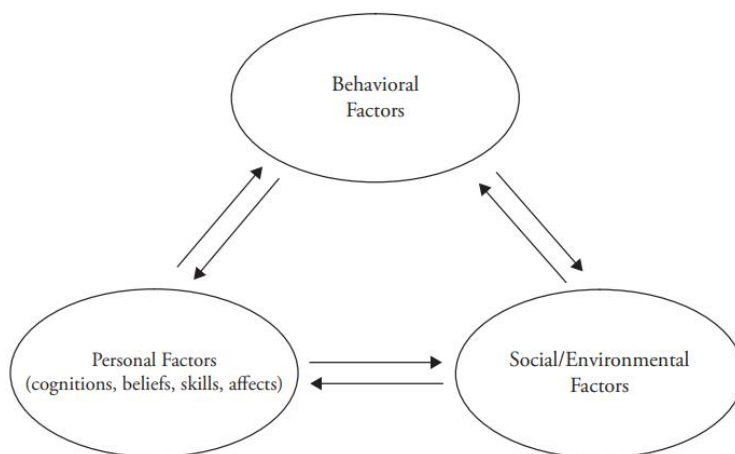 Behavioral
Factors
Personal Factors
(cognitions, beliefs, skills, affects)
Social/Environmental
Factors